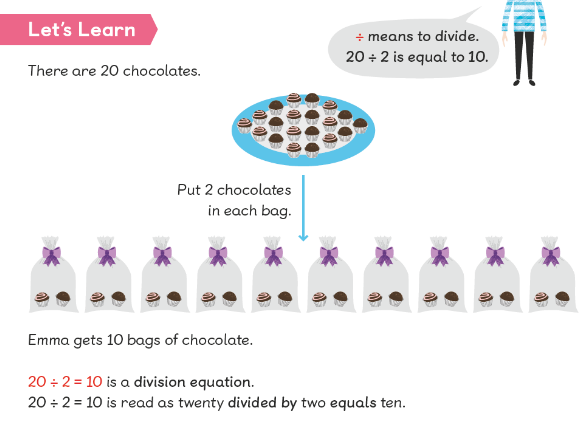 Let's Learn
÷ means to divide.
20 ÷ 2 is equal to 10.
There are 20 chocolates.
Put 2 chocolates
in each bag.
Emma gets 10 bags of chocolate.
20 ÷ 2 = 10 is a division equation.
20 ÷ 2 = 10 is read as twenty divided by two equals ten.